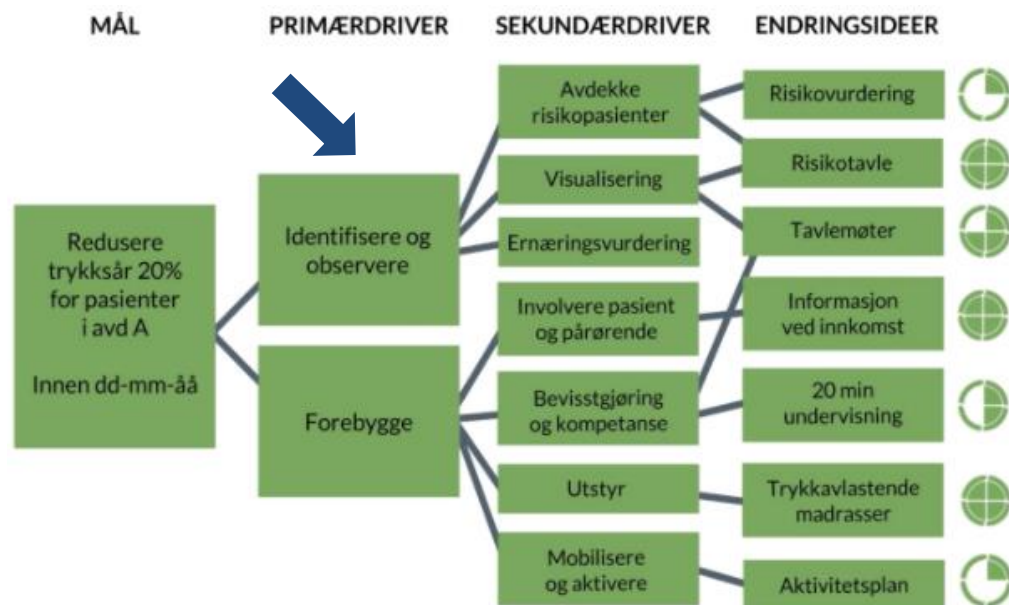 MÅL
PRIMÆRDRIVER
SEKUNDÆRDRIVER
ENDRINGSIDEER
Redusere
trykksår 20%
for pasienter
i avd A
Innen dd-mm-åå
Identifisere og
observere
Forebygge
Avdekke
risikopasienter
Visualisering
Ernæringsvurdering
Involvere pasient
og pårørende
Bevisstgjøring
og kompetanse
Utstyr
Mobilisere
og aktivere
Risikovurdering
Risikotavle
Tavlemøter
Informasjon
ved innkomst
20 min
undervisning
Trykkavlastende
madrasser
Aktivitetsplan